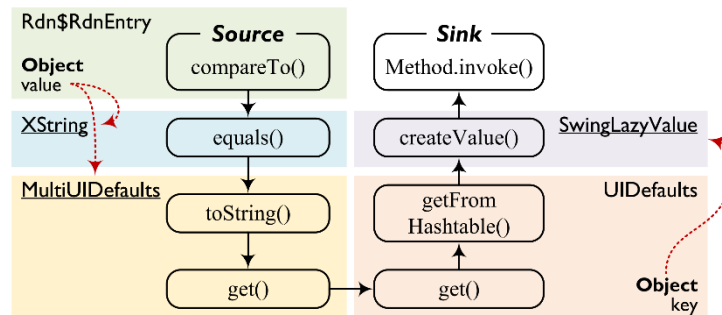 Rdn$RdnEntry
Source
compareTo()
Object
value
XString
equals()
MultiUIDefaults
toString()
get()
Sink
Method.invoke()
createValue()
SwingLazyValue
getFrom
Hashtable()
UIDefaults
get()
Object
key